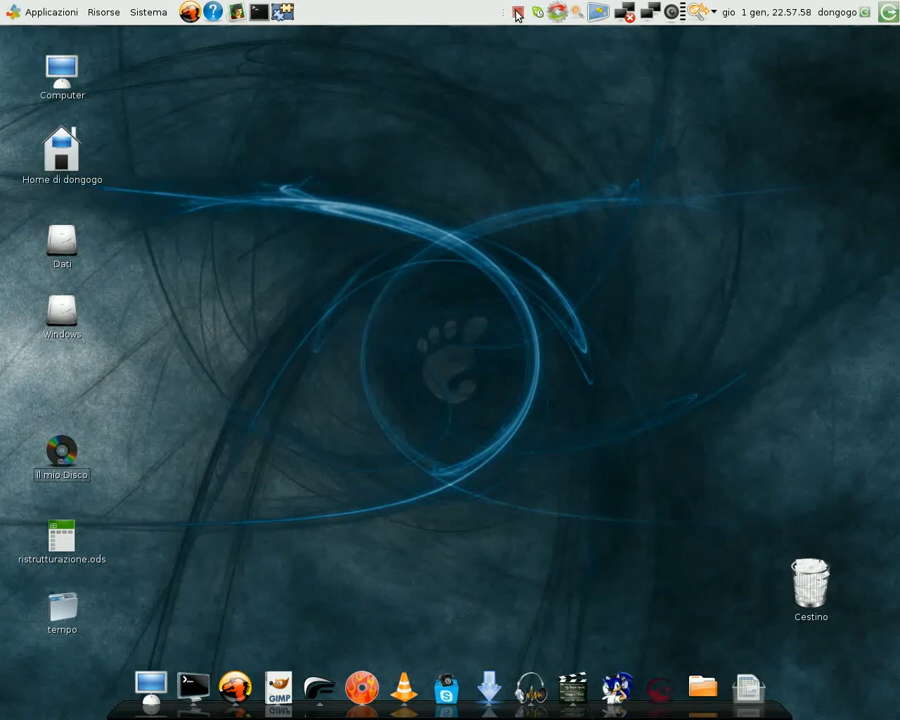 Applicazioni Risorse Sistema gio 1 gen, 22.57.58 dongogo
Computer
Home di dongogo
Dati
Windows
Il mio Disco
ristrutturazione.ods
tempo
Cestino
GIMP